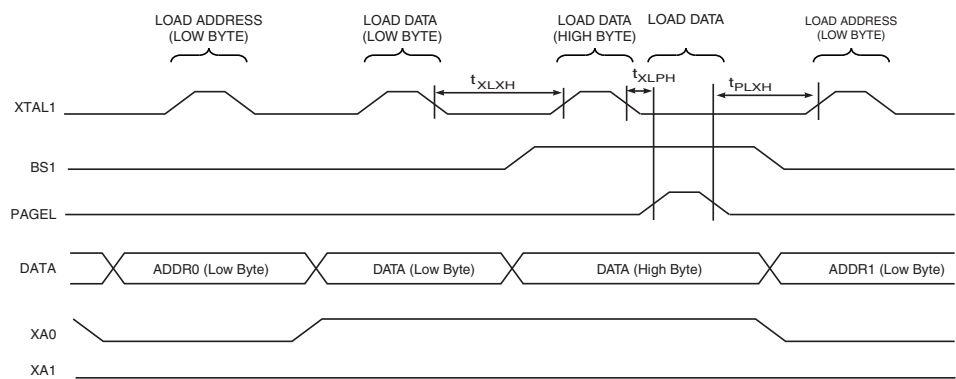 LOAD ADDRESS
(LOW BYTE)
LOAD DATA
(LOW BYTE)
LOAD DATA
(HIGH BYTE)
LOAD DATA
LOAD ADDRESS
(LOW BYTE)
tXLXH
tXLPH
tPLXH
XTAL1
BS1
PAGEL
DATA
ADDR0 (Low Byte)
DATA (Low Byte)
DATA (High Byte)
ADDR1 (Low Byte)
XA0
XA1